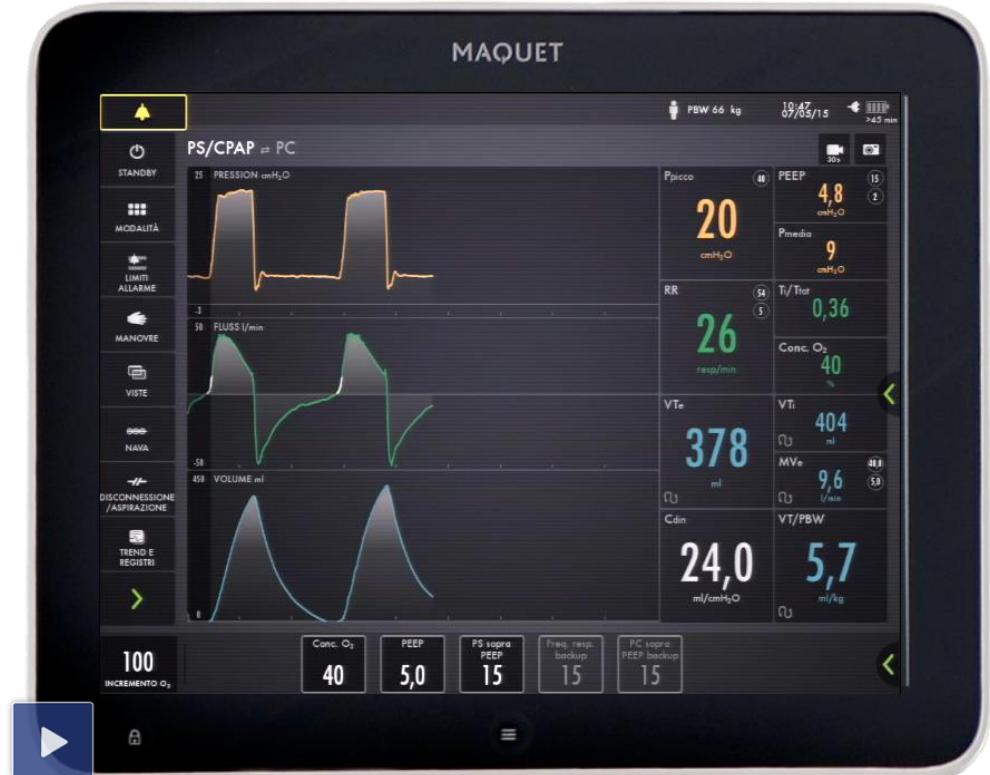 MAQUET
PBW 66 kg
10:47
07/05/15
>45 min
STANDBY
PS/CPAP ⇄ PC
30s
MODALITÀ
LIMITI
ALLARME
MANOVRE
VISTE
NAVA
DISCONNESSIONE
/ASPIRAZIONE
TREND E
REGISTRI
25 PRESSION cmH2O
-3
50 FLUSS l/min
-50
450 VOLUME ml
0
Ppicco 40
20
cmH2O
PEEP 15
4,8 2
cmH2O
Pmedia
9
cmH2O
RR 54
5
26
resp/min
Ti/Ttot
0,36
Conc. O2
40
%
VTe
378
ml
VTi
404
ml
MVe 40,0
9,6 5,0
l/min
Cdin
24,0
ml/cmH2O
VT/PBW
5,7
ml/kg
100
INCREMENTO O2
Conc. O2
40
PEEP
5,0
PS sopra
PEEP
15
Freq. resp.
backup
15
PC sopra
PEEP backup
15